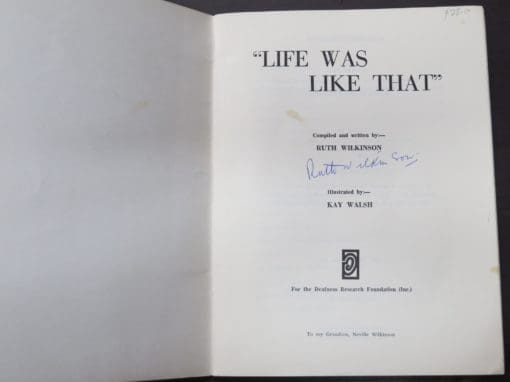 "LIFE WAS
LIKE THAT"
Compiled and written by:—
RUTH WILKINSON
Ruth Wilkinson.
Illustrated by:—
KAY WALSH
For the Deafness Research Foundation (Inc.)
To my Grandson, Neville Wilkinson